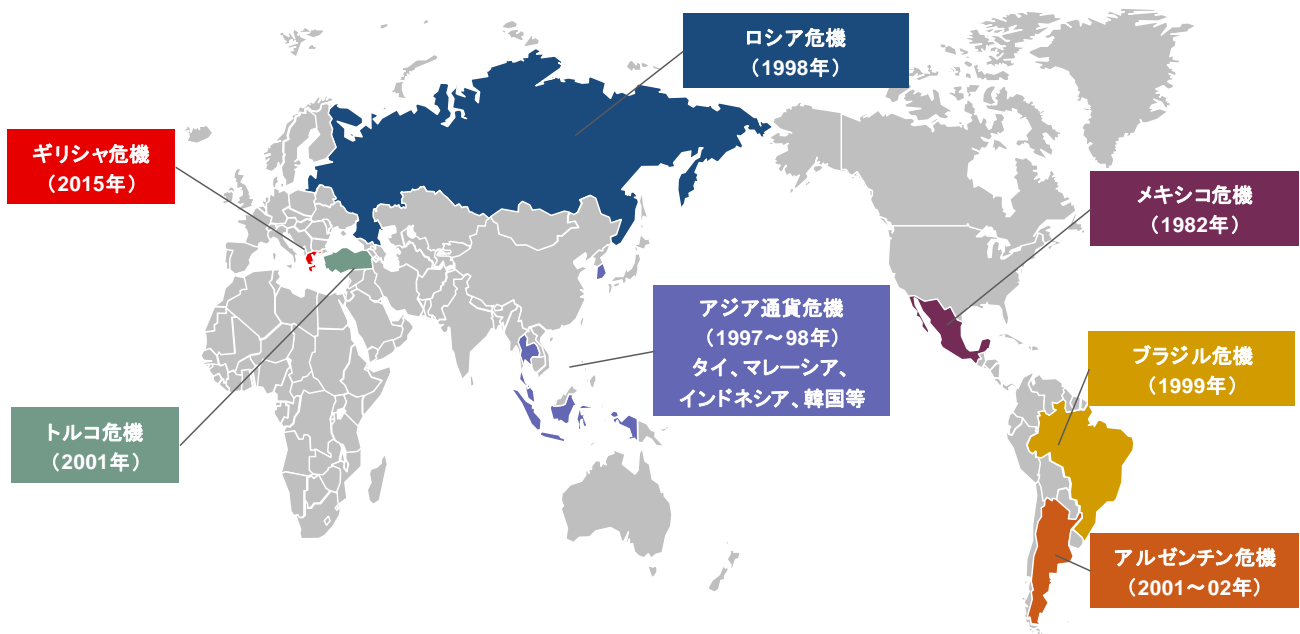 ロシア危機
（1998年）
ギリシャ危機
（2015年）
メキシコ危機
（1982年）
アジア通貨危機
（1997～98年）
タイ、マレーシア、
インドネシア、韓国等
ブラジル危機
（1999年）
トルコ危機
（2001年）
アルゼンチン危機
（2001～02年）